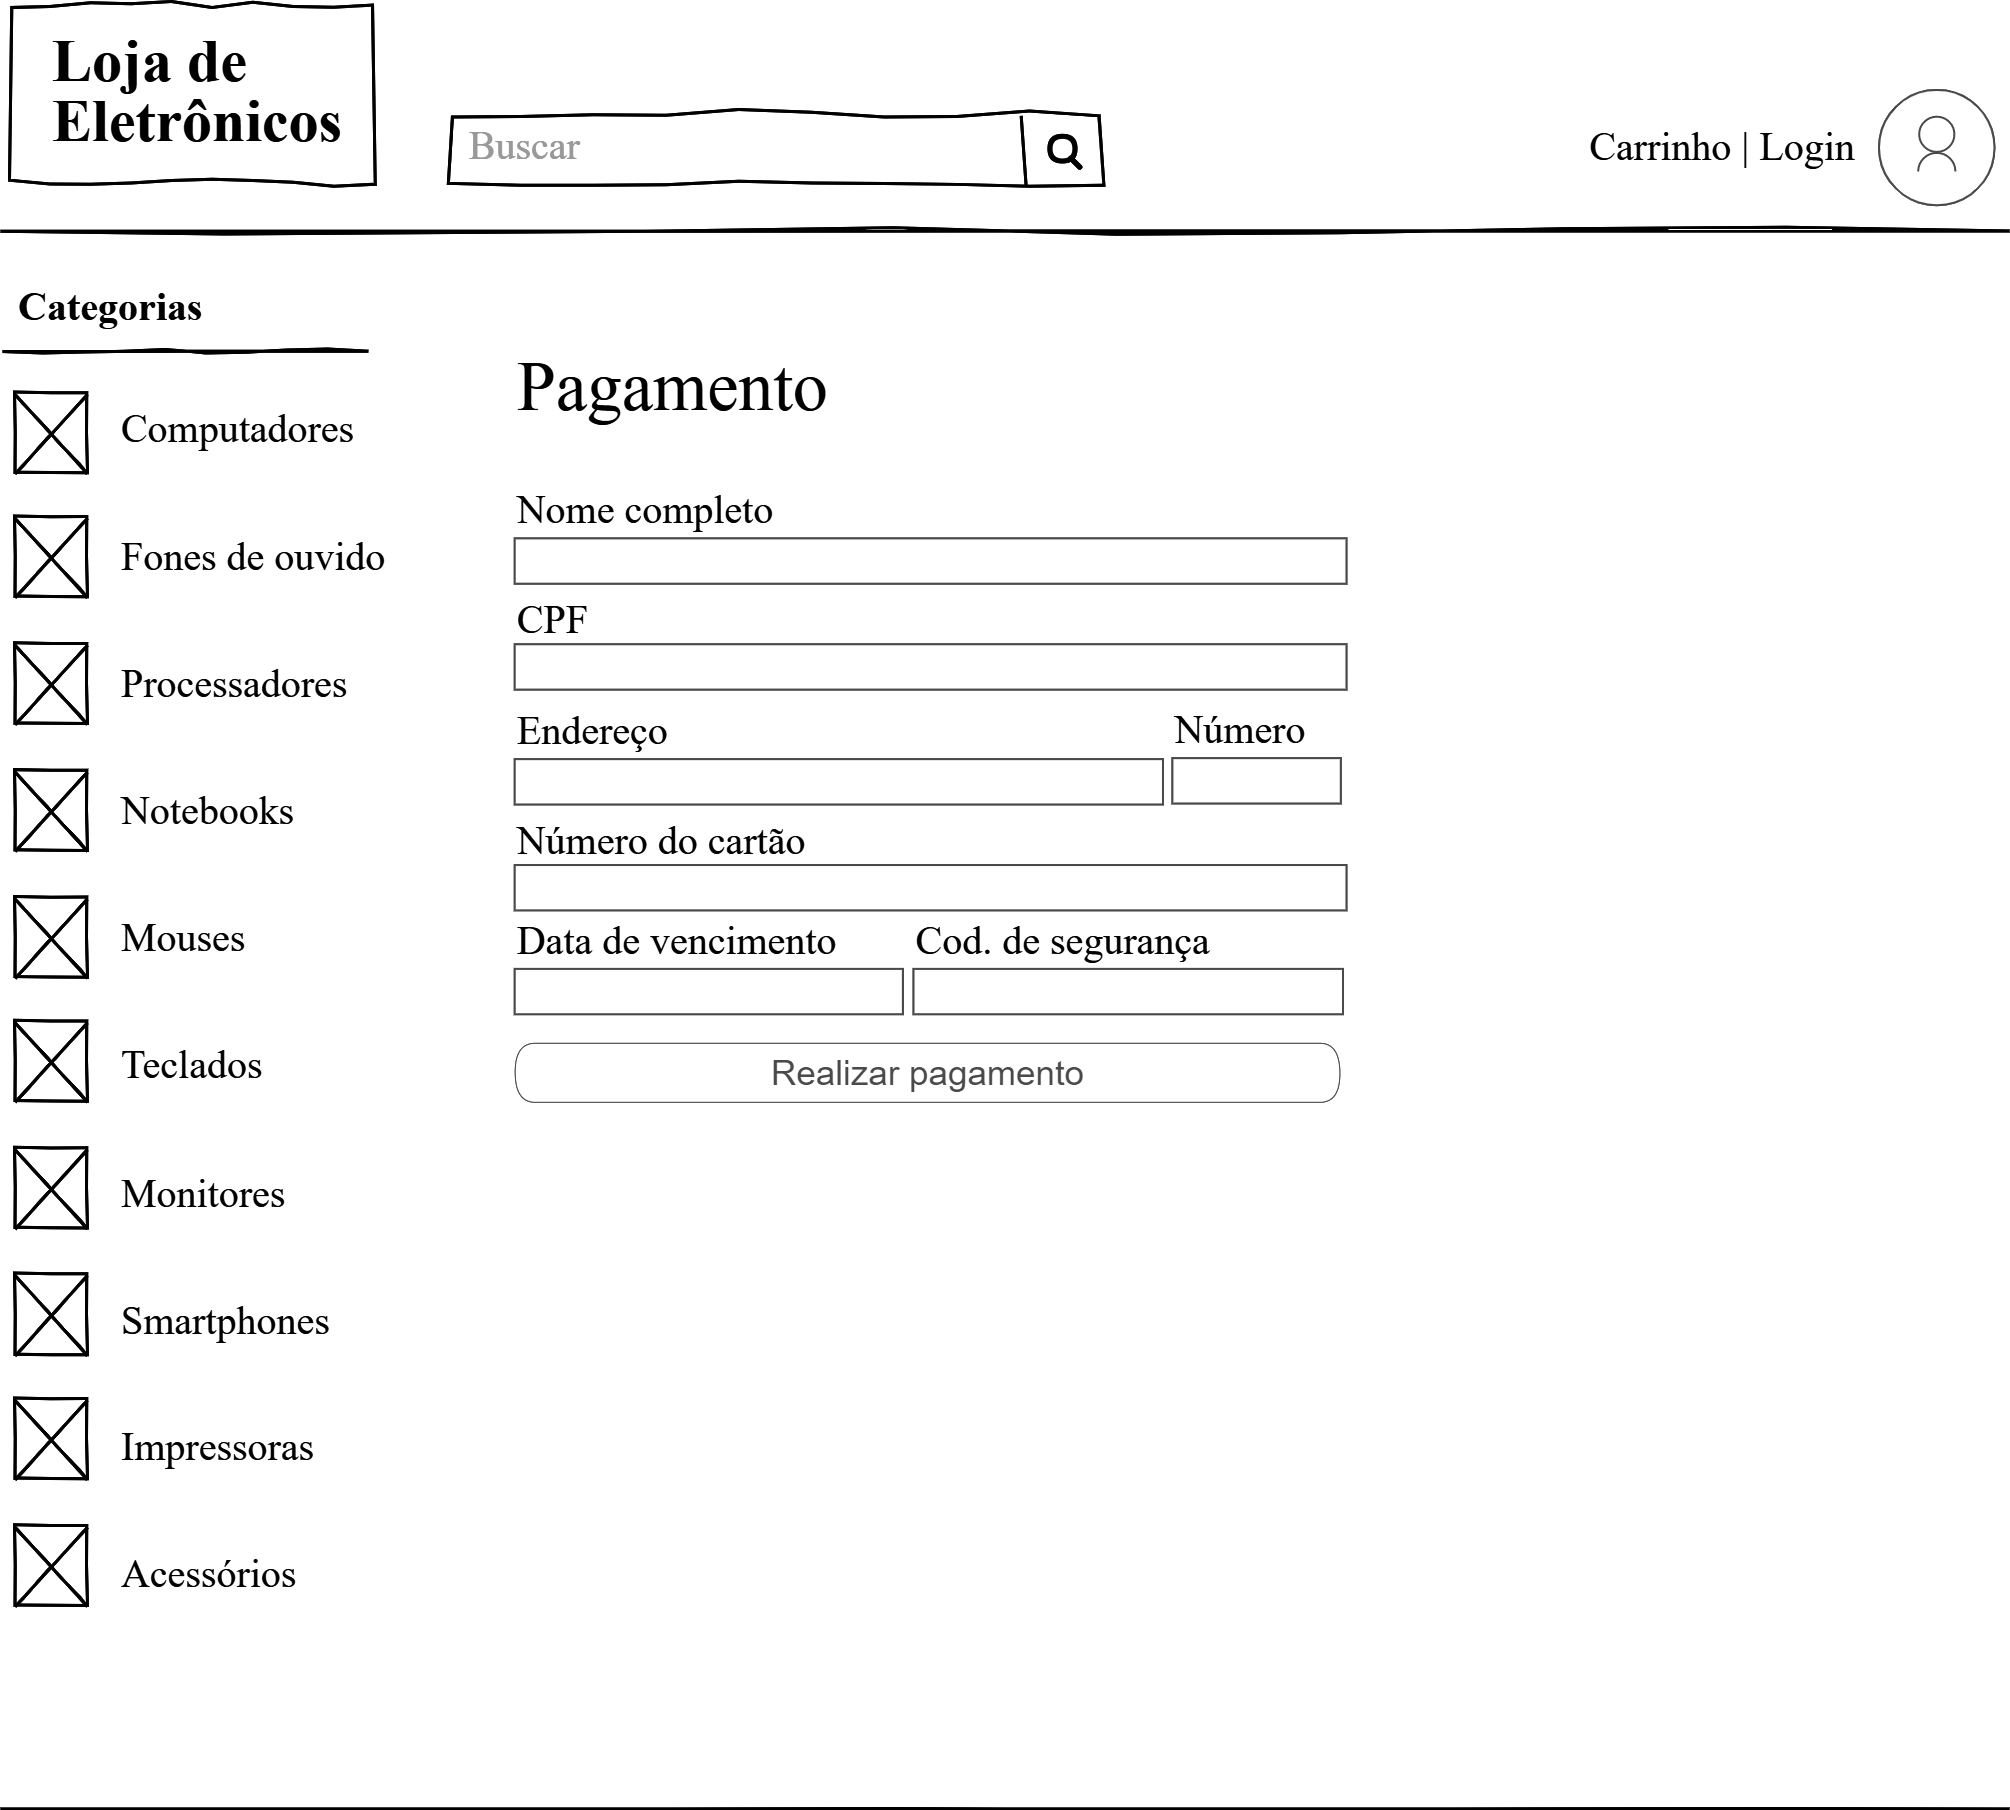 Loja de
Eletrônicos
Buscar
Carrinho | Login
Categorias
Computadores
Fones de ouvido
Processadores
Notebooks
Mouses
Teclados
Monitores
Smartphones
Impressoras
Acessórios
Pagamento
Nome completo
CPF
Endereço
Número
Número do cartão
Data de vencimento
Cod. de segurança
Realizar pagamento